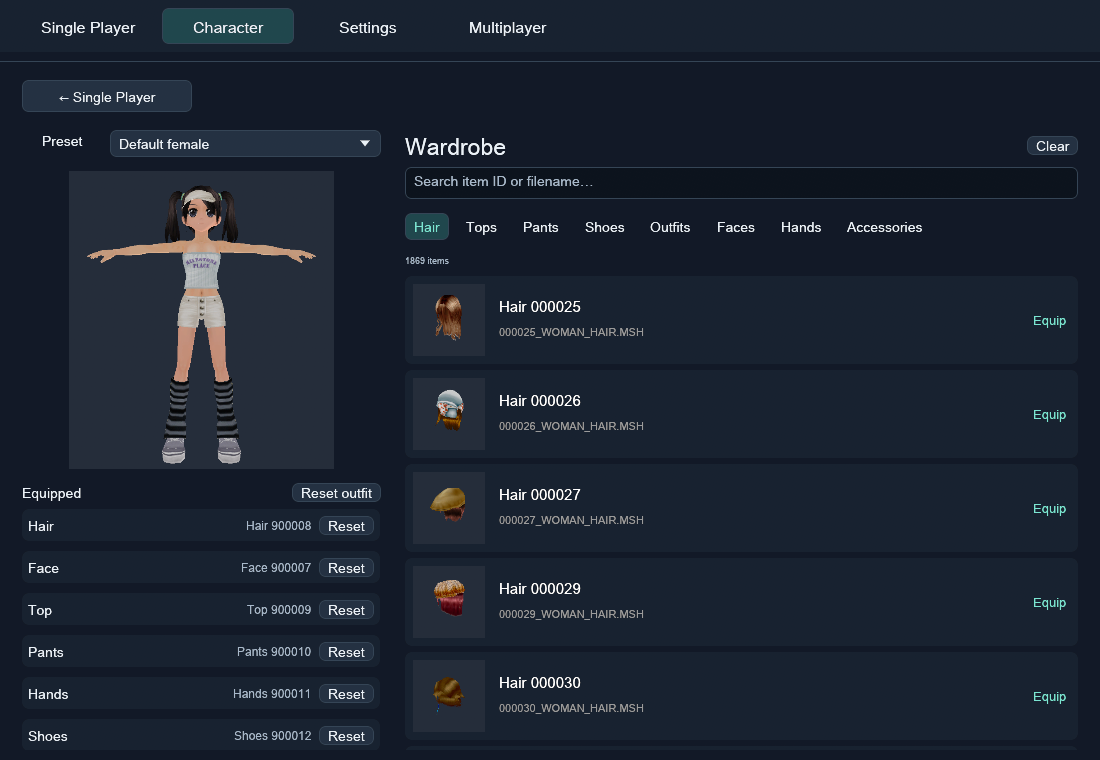 Single Player
Character
Settings
Multiplayer
← Single Player
Preset
Default female
PLACE
Equipped
Reset outfit
Hair
Hair 900008
Reset
Face
Face 900007
Reset
Top
Top 900009
Reset
Pants
Pants 900010
Reset
Hands
Hands 900011
Reset
Shoes
Shoes 900012
Reset
Wardrobe
Clear
Search item ID or filename…
Hair
Tops
Pants
Shoes
Outfits
Faces
Hands
Accessories
1869 items
Hair 000025
000025_WOMAN_HAIR.MSH
Equip
Hair 000026
000026_WOMAN_HAIR.MSH
Equip
Hair 000027
000027_WOMAN_HAIR.MSH
Equip
Hair 000029
000029_WOMAN_HAIR.MSH
Equip
Hair 000030
000030_WOMAN_HAIR.MSH
Equip